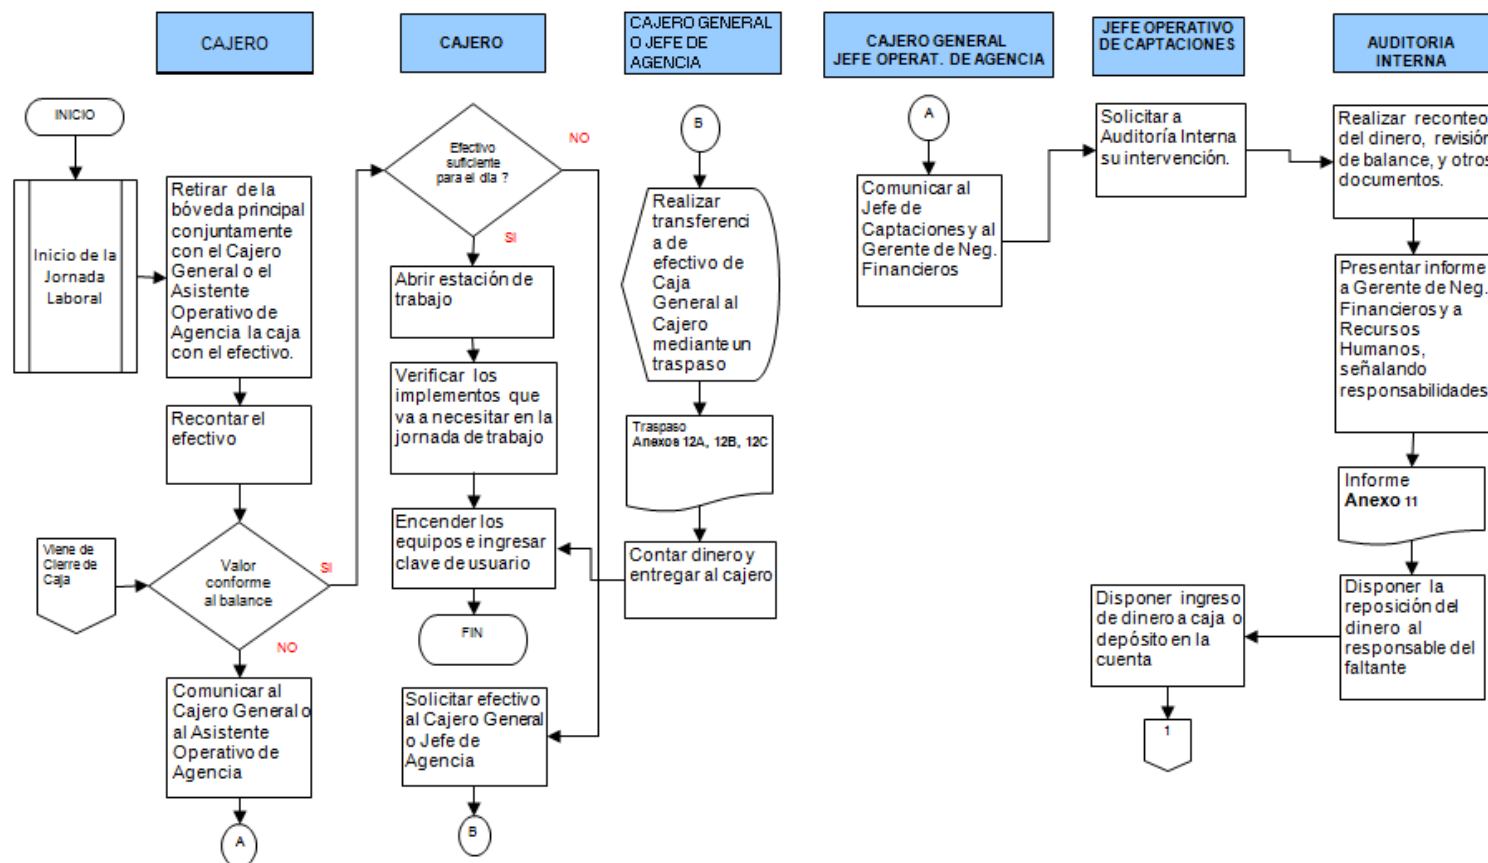 CAJERO
INICIO
Inicio de la
Jornada
Laboral
Retirar de la
bóveda principal
conjuntamente
con el Cajero
General o el
Asistente
Operativo de
Agencia la caja
con el efectivo.
Recontar el
efectivo
Viene de
Cierre de
Caja
Valor
conforme
al balance
SI
NO
Comunicar al
Cajero General o
al Asistente
Operativo de
Agencia
A
CAJERO
Efectivo
suficiente
para el día ?
NO
SI
Abrir estación de
trabajo
Verificar los
implementos que
va a necesitar en la
jornada de trabajo
Encender los
equipos e ingresar
clave de usuario
FIN
Solicitar efectivo
al Cajero General
o Jefe de
Agencia
B
CAJERO GENERAL
O JEFE DE
AGENCIA
B
Realizar
transferenci
a de
efectivo de
Caja
General al
Cajero
mediante un
traspaso
Traspaso
Anexos 12A, 12B, 12C
Contar dinero y
entregar al cajero
CAJERO GENERAL
JEFE OPERAT. DE AGENCIA
A
Comunicar al
Jefe de
Captaciones y al
Gerente de Neg.
Financieros
JEFE OPERATIVO
DE CAPTACIONES
Solicitar a
Auditoría Interna
su intervención.
Disponer ingreso
de dinero a caja o
depósito en la
cuenta
1
AUDITORIA
INTERNA
Realizar reconteo
del dinero, revisión
de balance, y otros
documentos.
Presentar informe
a Gerente de Neg.
Financieros y a
Recursos
Humanos,
señalando
responsabilidades
Informe
Anexo 11
Disponer la
reposición del
dinero al
responsable del
faltante